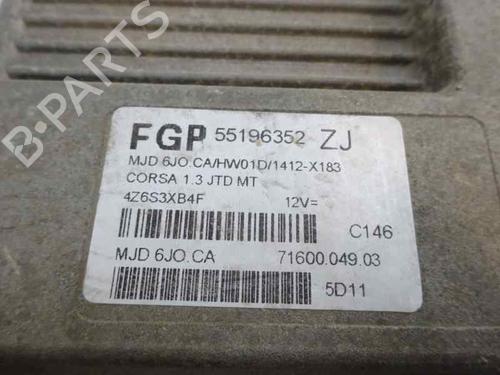 B-PARTS
FGP 55196352 ZJ
MJD 6JO.CA/HW01D/1412-X183
CORSA 1.3 JTD MT
4Z6S3XB4F 12V=
C146
MJD 6JO.CA 71600.049.03
5D11